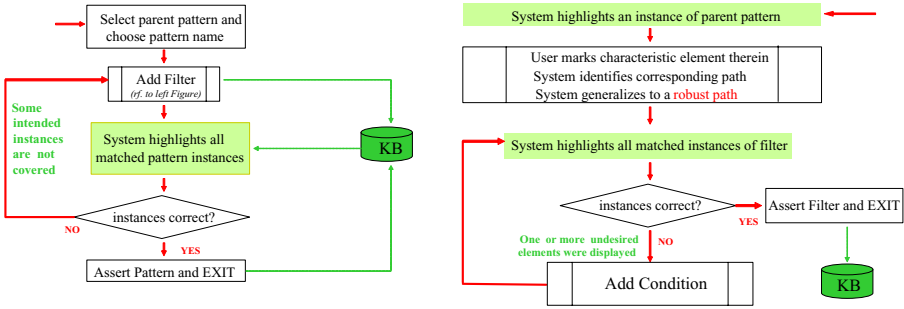 Select parent pattern and
choose pattern name
Add Filter
(rf. to left Figure)
Some
intended
instances
are not
covered
System highlights all
matched pattern instances
KB
instances correct?
NO
YES
Assert Pattern and EXIT
System highlights an instance of parent pattern
User marks characteristic element therein
System identifies corresponding path
System generalizes to a robust path
System highlights all matched instances of filter
instances correct?
YES
Assert Filter and EXIT
One or more undesired
elements were displayed
NO
Add Condition
KB